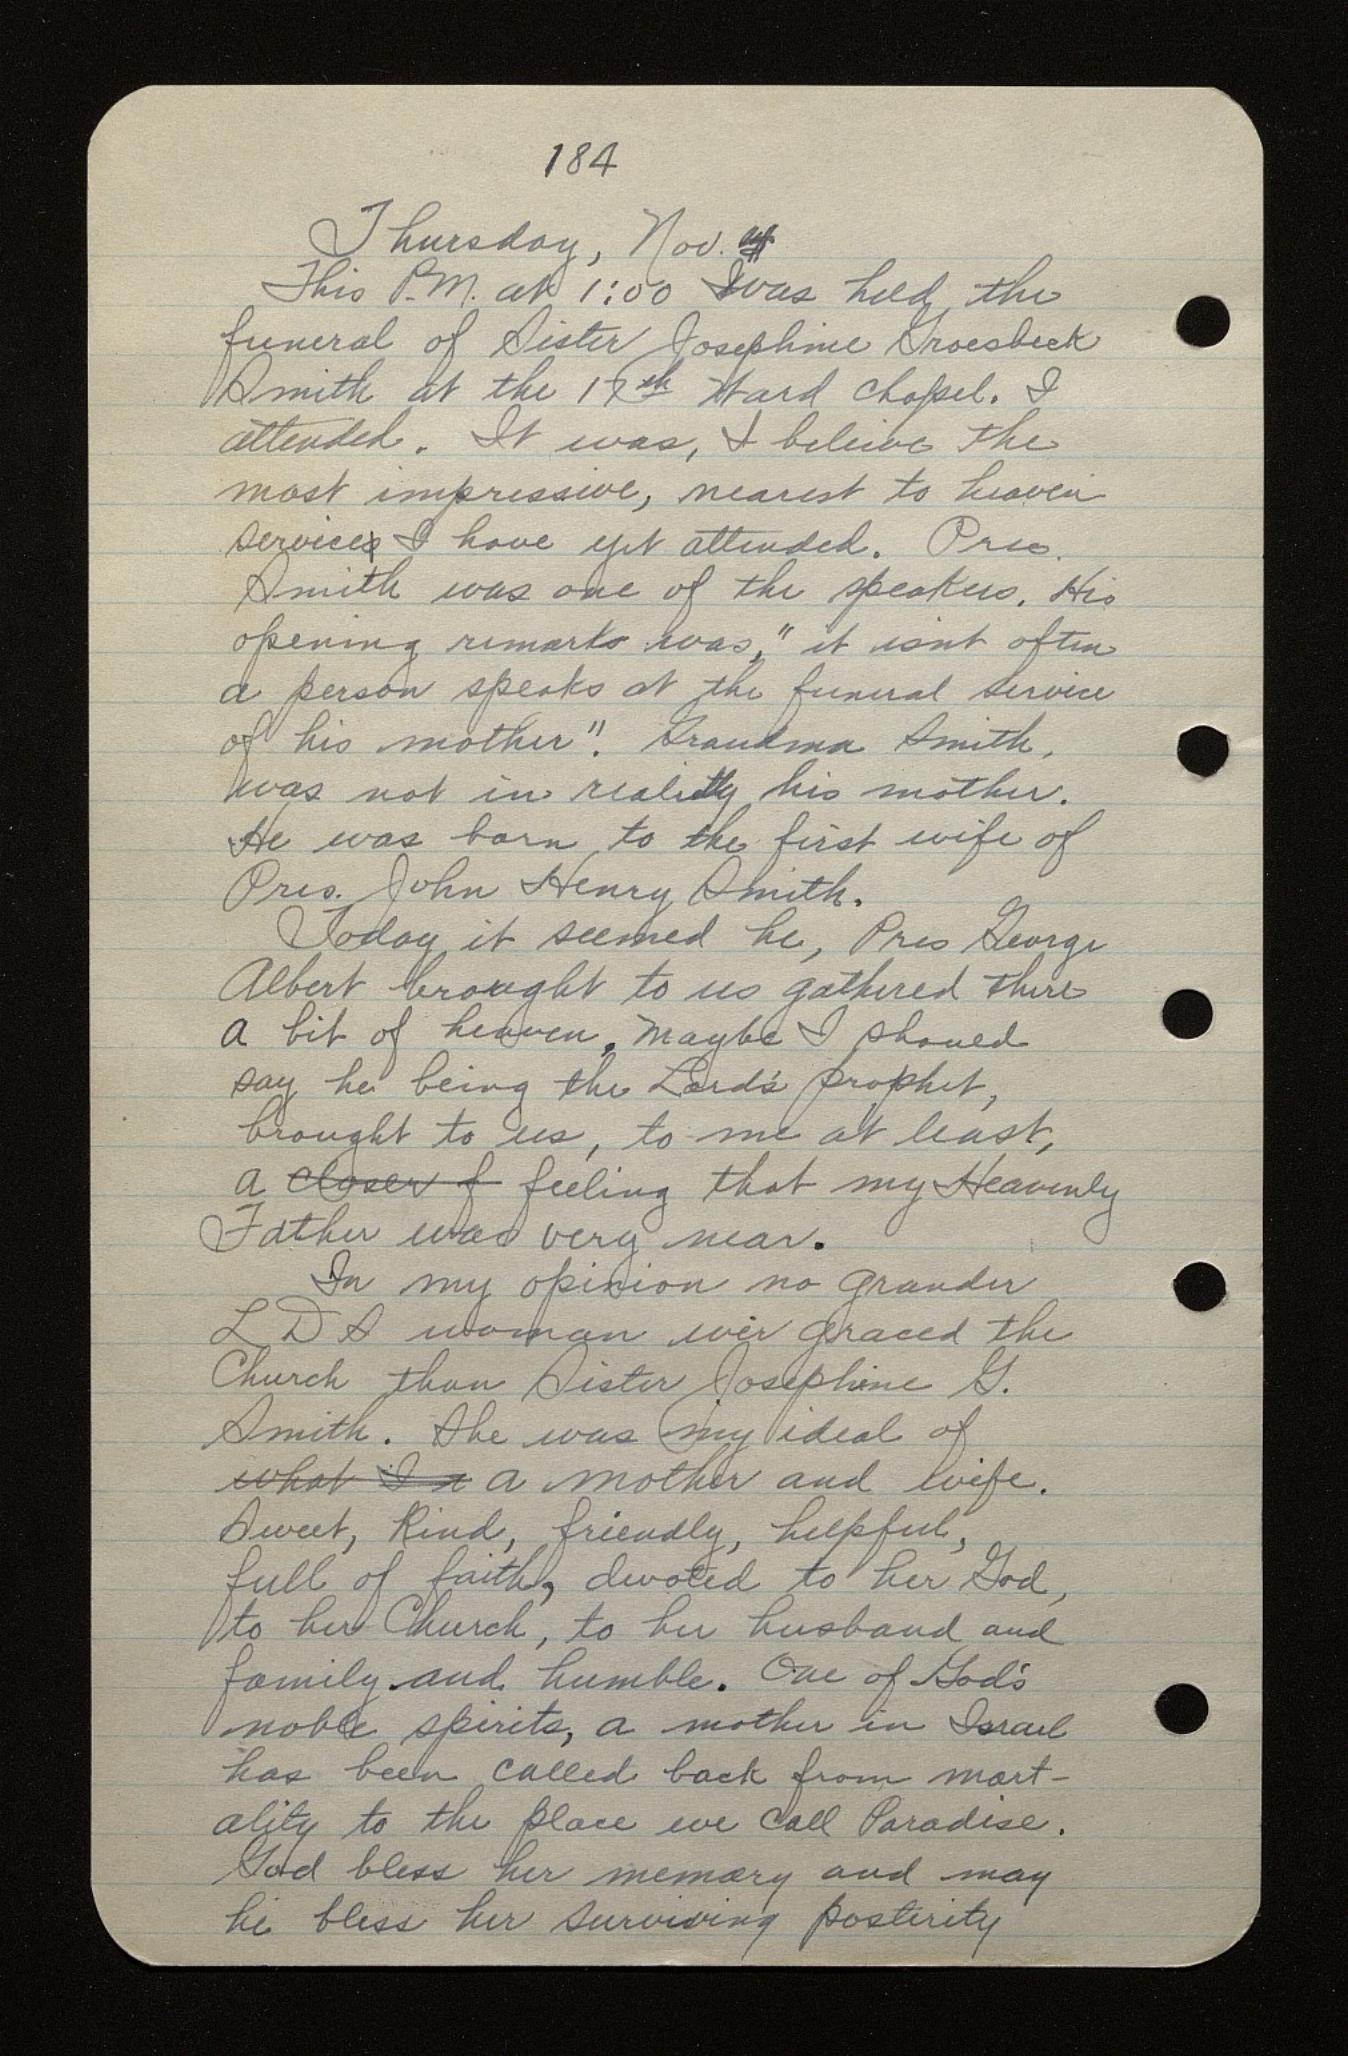 184
Thursday, Nov.
This P.M. at 1:00 was held the
funeral of Sister Josephine Groesbeck
Smith at the 17th Ward chapel. I
attended. It was, I beleive the
most impressive, nearest to heaven
service I have yet attended. Pres.
Smith was one of the speakers. His
opening remarks was, "it isnt often
a person speaks at the funeral service
of his mother". Grandma Smith,
was not in reality his mother.
He was born to the first wife of
Pres. John Henry Smith.
Today it seemed he, Pres George
Albert brought to us gathered there
a bit of heaven. Maybe I shoued
say he being the Lord's prophet,
brought to us, to me at least,
a closer f feeling that my Heavenly
Father was very near.
In my opinion no grander
L D S woman ever graced the
Church than Sister Josephine G.
Smith. She was my ideal of
what I a mother and wife.
Sweet, Kind, friendly, helpful,
full of faith, devoted to her God,
to her Church, to her husband and
family and humble. One of God's
noble spirits, a mother in Israel
has been called back from mort-
ality to the place we call Paradise.
God bless her memory and may
he bless her surviving posterity